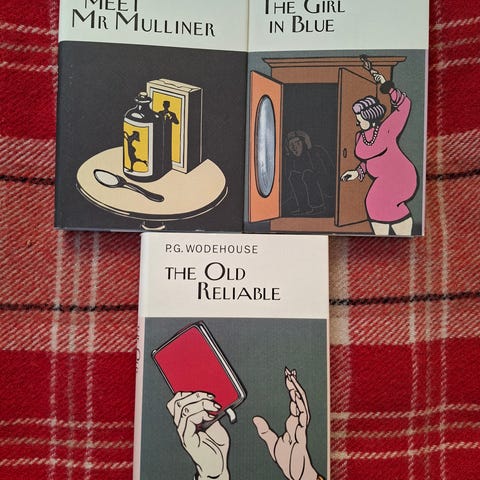 MEET
MR MULLINER
THE GIRL
IN BLUE
P.G. WODEHOUSE
THE OLD
RELIABLE